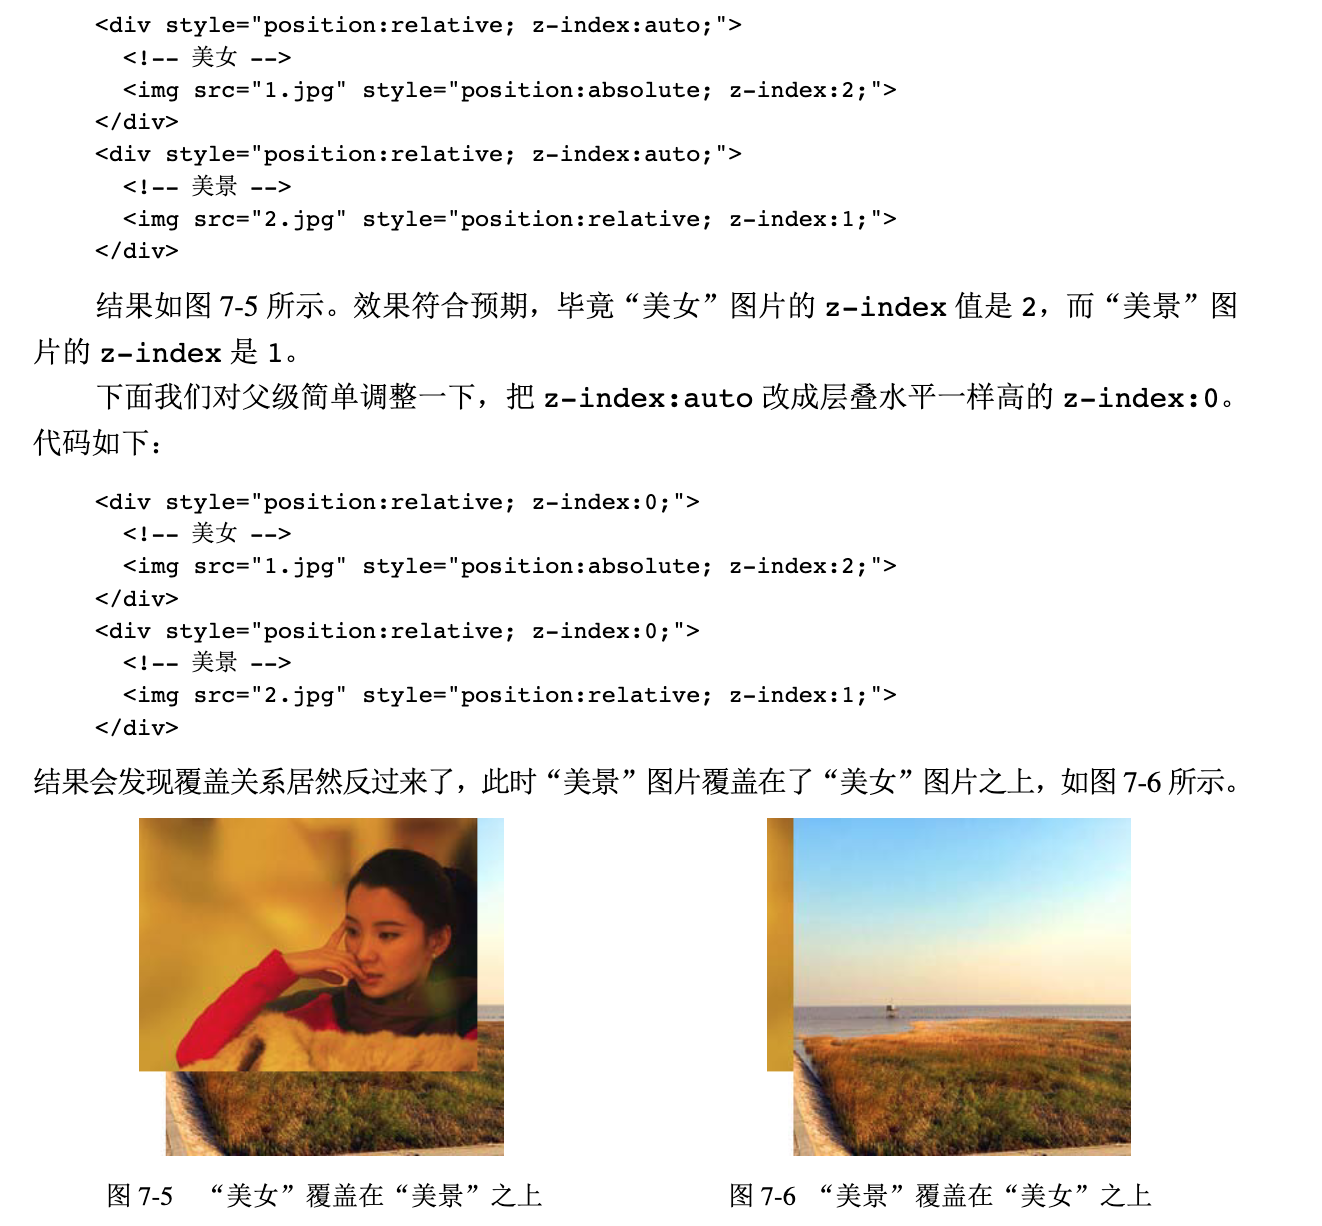 <div style="position:relative; z-index:auto;">
<!-- 美女 -->
<img src="1.jpg" style="position:absolute; z-index:2;">
</div>
<div style="position:relative; z-index:auto;">
<!-- 美景 -->
<img src="2.jpg" style="position:relative; z-index:1;">
</div>
结果如图 7-5 所示。效果符合预期，毕竟“美女”图片的 z-index 值是 2，而“美景”图
片的 z-index 是 1。
下面我们对父级简单调整一下，把 z-index:auto 改成层叠水平一样高的 z-index:0。
代码如下：
<div style="position:relative; z-index:0;">
<!-- 美女 -->
<img src="1.jpg" style="position:absolute; z-index:2;">
</div>
<div style="position:relative; z-index:0;">
<!-- 美景 -->
<img src="2.jpg" style="position:relative; z-index:1;">
</div>
结果会发现覆盖关系居然反过来了，此时“美景”图片覆盖在了“美女”图片之上，如图 7-6 所示。
图 7-5 “美女”覆盖在“美景”之上
图 7-6 “美景”覆盖在“美女”之上